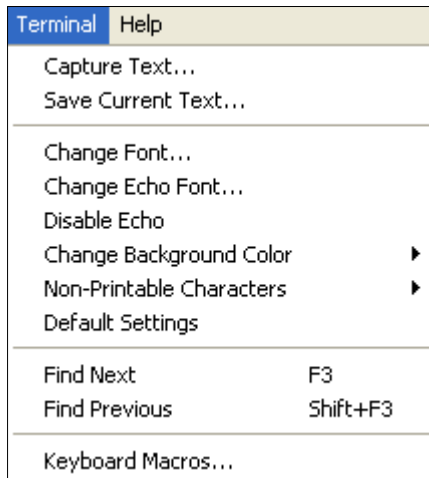 Terminal Help
Capture Text...
Save Current Text...
Change Font...
Change Echo Font...
Disable Echo
Change Background Color
Non-Printable Characters
Default Settings
Find Next F3
Find Previous Shift+F3
Keyboard Macros...